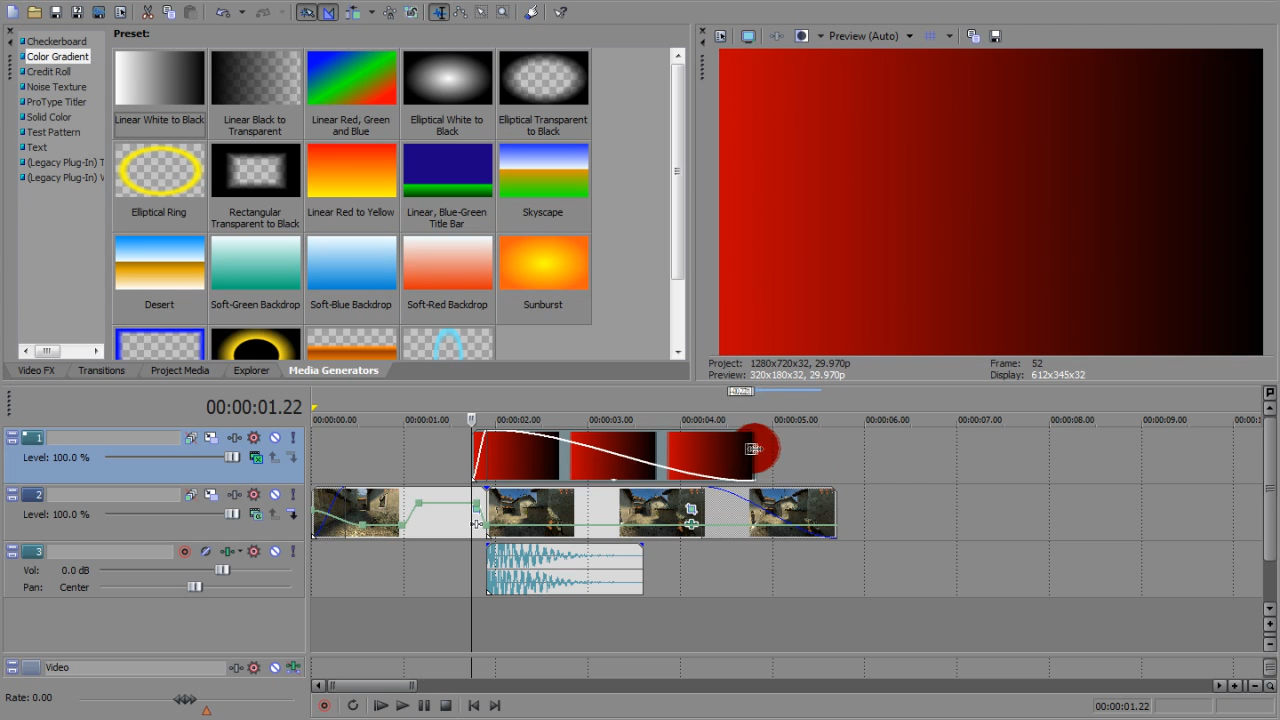 Preset:
Preview (Auto)
Checkerboard
Color Gradient
Credit Roll
Noise Texture
ProType Titler
Solid Color
Test Pattern
Text
(Legacy Plug-In) T
(Legacy Plug-In) V
Linear White to Black
Linear Black to Transparent
Linear Red, Green and Blue
Elliptical White to Black
Elliptical Transparent to Black
Elliptical Ring
Rectangular Transparent to Black
Linear Red to Yellow
Linear, Blue-Green Title Bar
Skyscape
Desert
Soft-Green Backdrop
Soft-Blue Backdrop
Soft-Red Backdrop
Sunburst
Project: 1280x720x32, 29.970p
Frame: 52
Preview: 320x180x32, 29.970p
Display: 612x345x32
Video FX
Transitions
Project Media
Explorer
Media Generators
00:00:01.22
00:00:00.00
00:00:01.00
00:00:02.00
00:00:03.00
00:00:04.00
00:00:05.00
00:00:06.00
00:00:07.00
00:00:08.00
00:00:09.00
00:00:10.00
1
Level: 100.0 %
2
Level: 100.0 %
3
Vol: 0.0 dB
Pan: Center
Video
Rate: 0.00
00:00:01.22